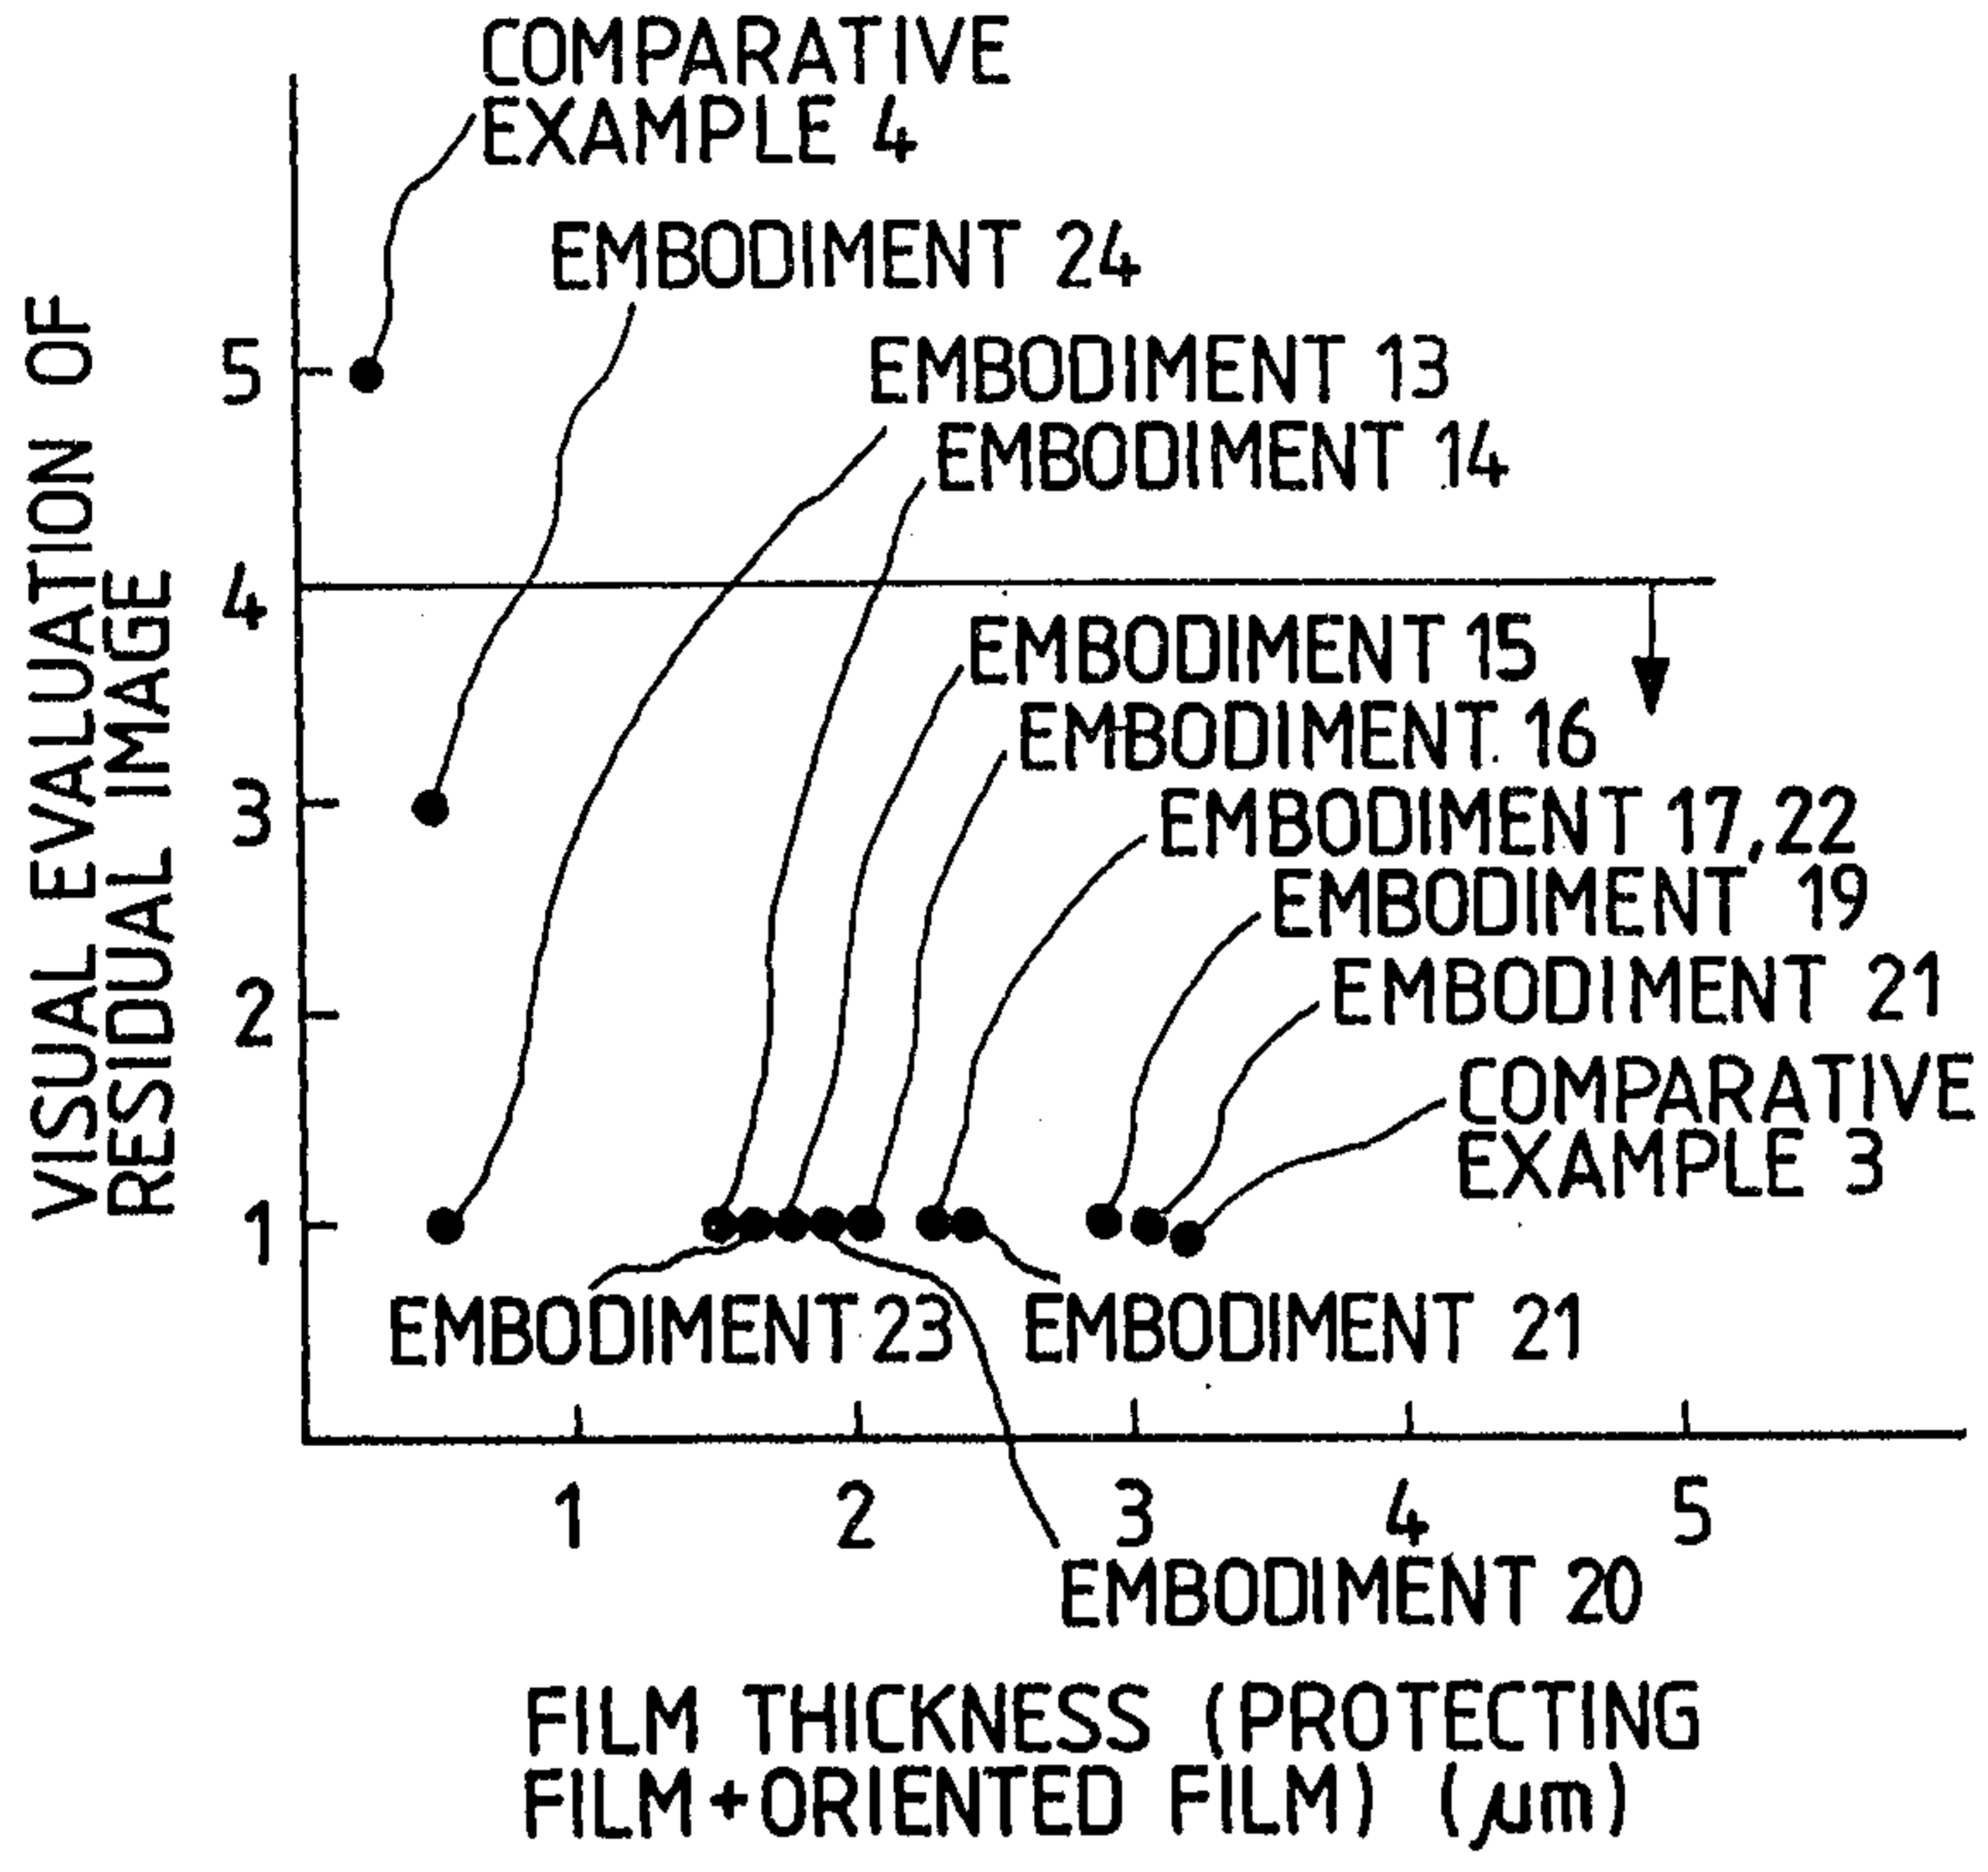 COMPARATIVE
EXAMPLE 4
EMBODIMENT 24
EMBODIMENT 13
EMBODIMENT 14
EMBODIMENT 15
EMBODIMENT 16
EMBODIMENT 17,22
EMBODIMENT 19
EMBODIMENT 21
COMPARATIVE
EXAMPLE 3
EMBODIMENT 23
EMBODIMENT 21
EMBODIMENT 20
VISUAL EVALUATION OF
RESIDUAL IMAGE
5
4
3
2
1
1 2 3 4 5
FILM THICKNESS (PROTECTING
FILM+ORIENTED FILM) (μm)